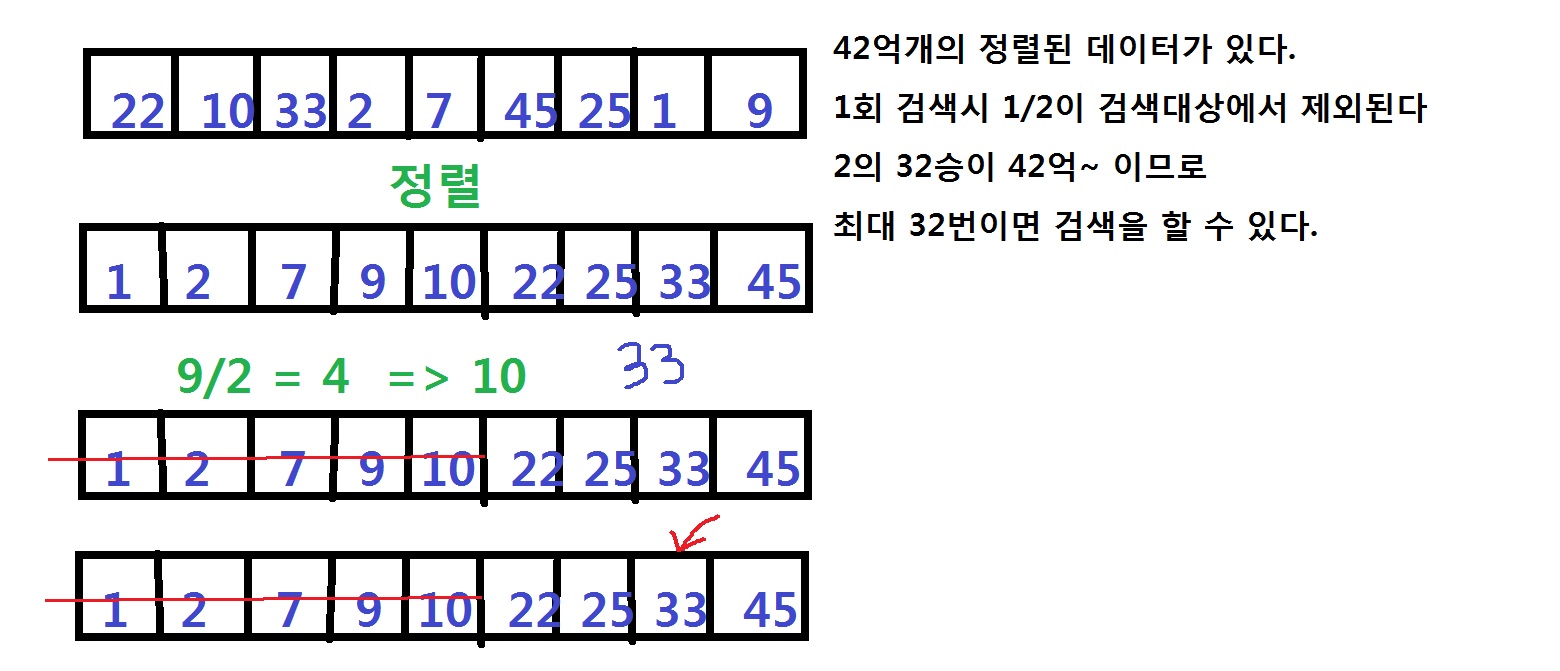 22 10 33 2 7 45 25 1 9
정렬
1 2 7 9 10 22 25 33 45
9/2 = 4 => 10 33
1 2 7 9 10 22 25 33 45
1 2 7 9 10 22 25 33 45
42억개의 정렬된 데이터가 있다.
1회 검색시 1/2이 검색대상에서 제외된다
2의 32승이 42억~ 이므로
최대 32번이면 검색을 할 수 있다.